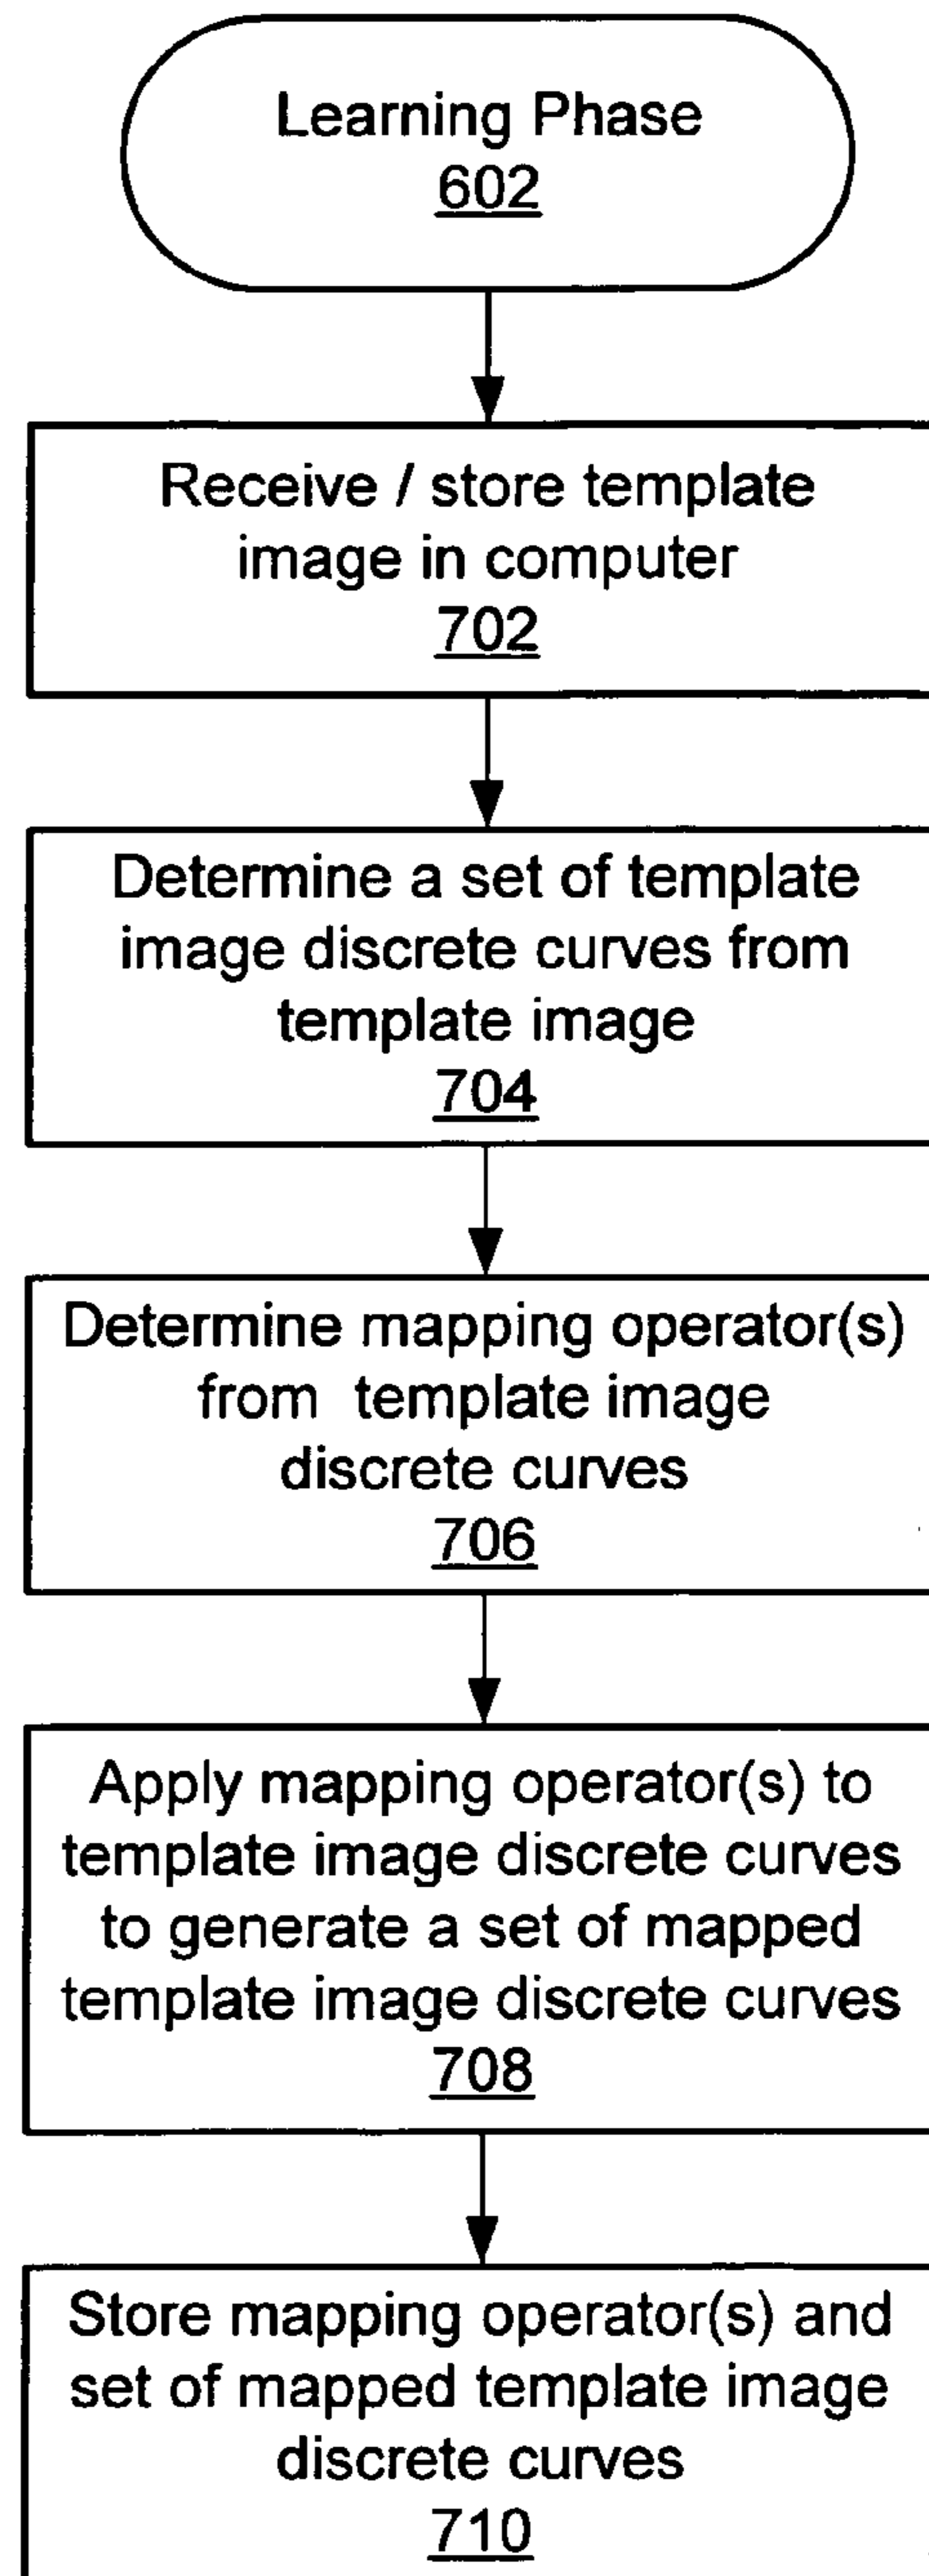 Learning Phase
602
Receive / store template
image in computer
702
Determine a set of template
image discrete curves from
template image
704
Determine mapping operator(s)
from template image
discrete curves
706
Apply mapping operator(s) to
template image discrete curves
to generate a set of mapped
template image discrete curves
708
Store mapping operator(s) and
set of mapped template image
discrete curves
710